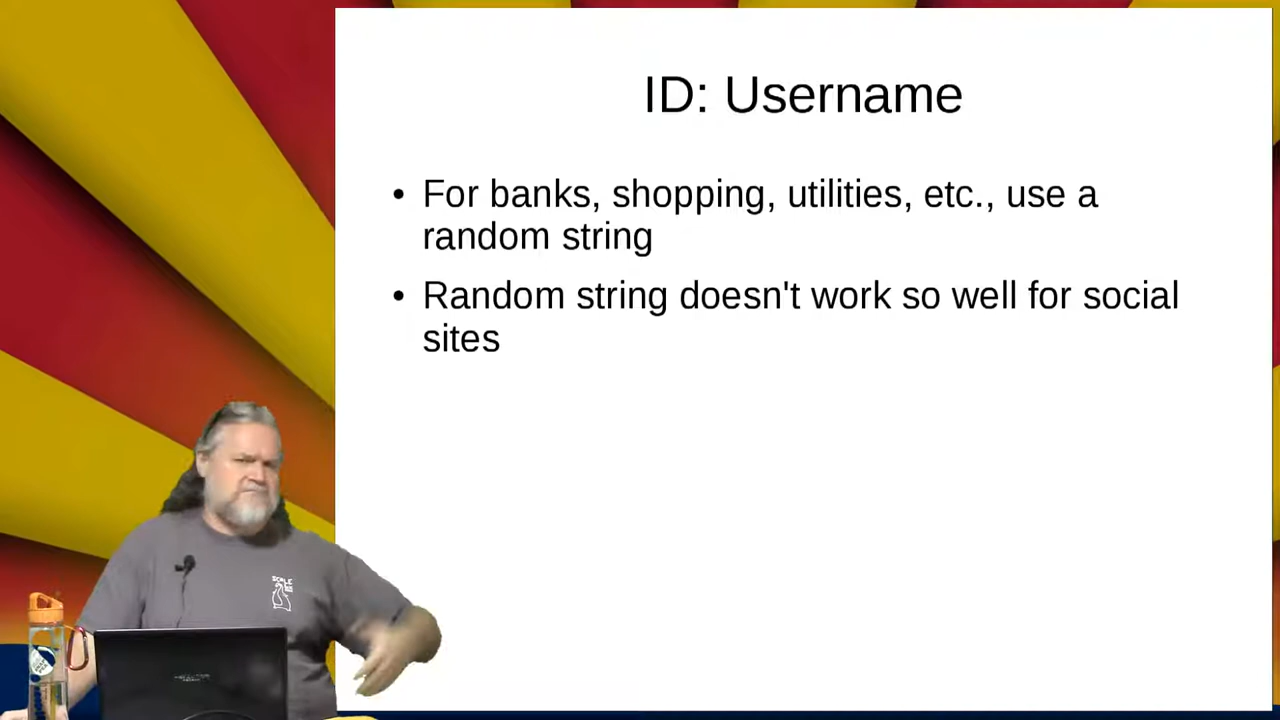 ID: Username
• For banks, shopping, utilities, etc., use a
random string
• Random string doesn't work so well for social
sites
SCALE